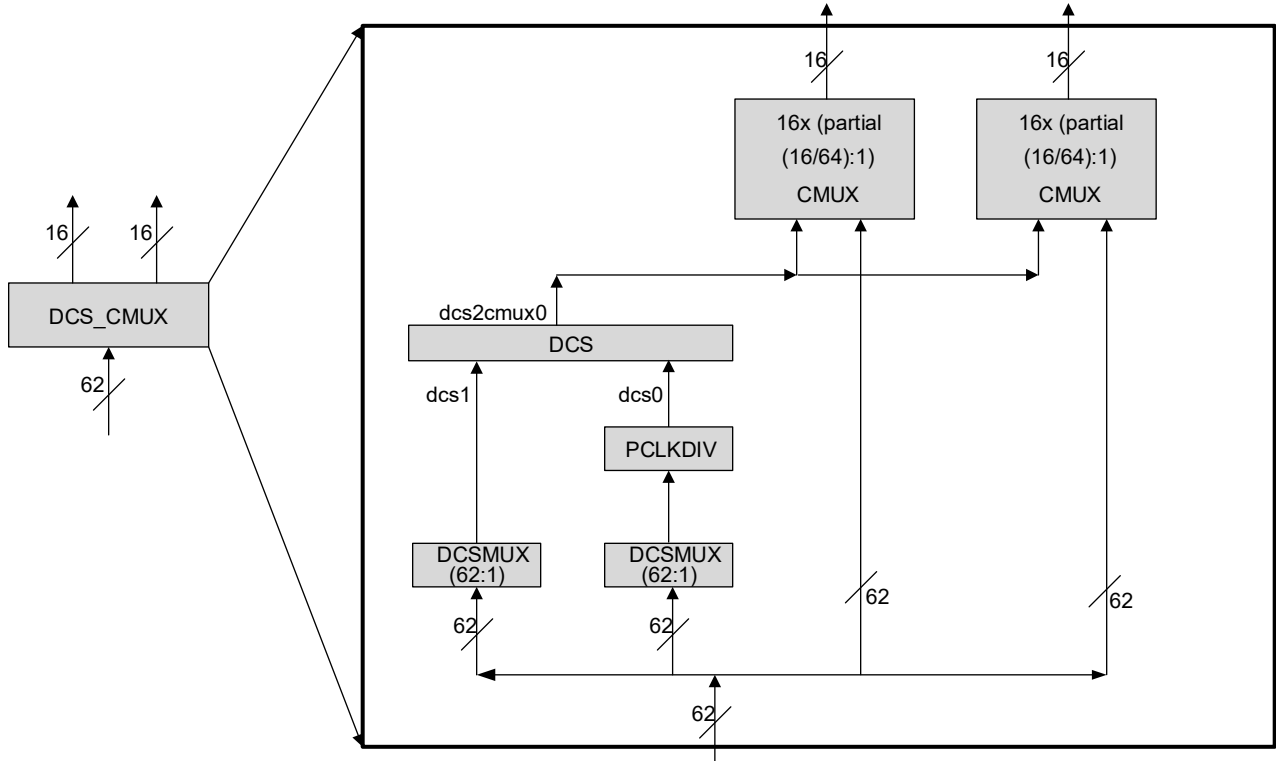 16
16
16
(partial
(16/64):1)
CMUX
16x (partial
(16/64):1)
CMUX
16
16
DCS_CMUX
62
dcs2cmux0
DCS
dcs1
dcs0
PCLKDIV
DCSMUX
(62:1)
DCSMUX
(62:1)
62
62
62
62
62